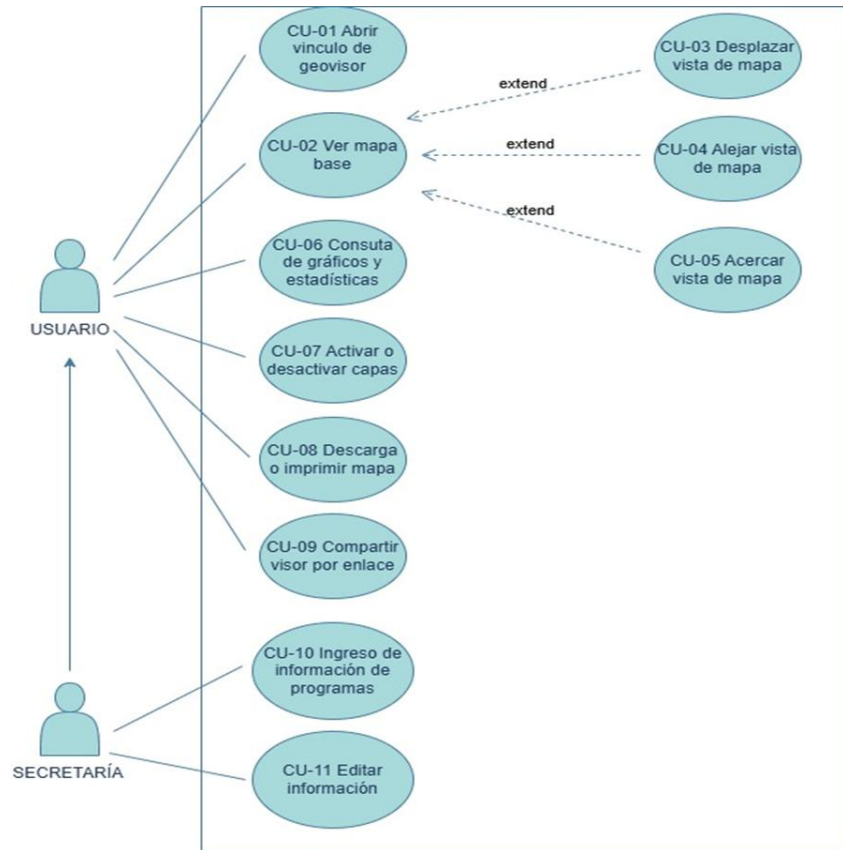 CU-01 Abrir
vinculo de
geovisor
CU-03 Desplazar
vista de mapa
extend
CU-02 Ver mapa
base
extend
CU-04 Alejar vista
de mapa
extend
CU-06 Consuta
de gráficos y
estadísticas
CU-05 Acercar
vista de mapa
USUARIO
CU-07 Activar o
desactivar capas
CU-08 Descarga
o imprimir mapa
CU-09 Compartir
visor por enlace
CU-10 Ingreso de
información de
programas
SECRETARÍA
CU-11 Editar
información